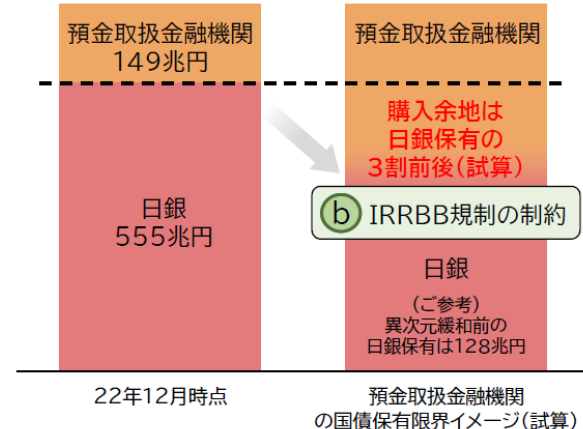 預金取扱金融機関
149兆円
日銀
555兆円
22年12月時点
預金取扱金融機関
購入余地は
日銀保有の
3割前後(試算)
b IRRBB規制の制約
日銀
(ご参考)
異次元緩和前の
日銀保有は128兆円
預金取扱金融機関
の国債保有限界イメージ(試算)